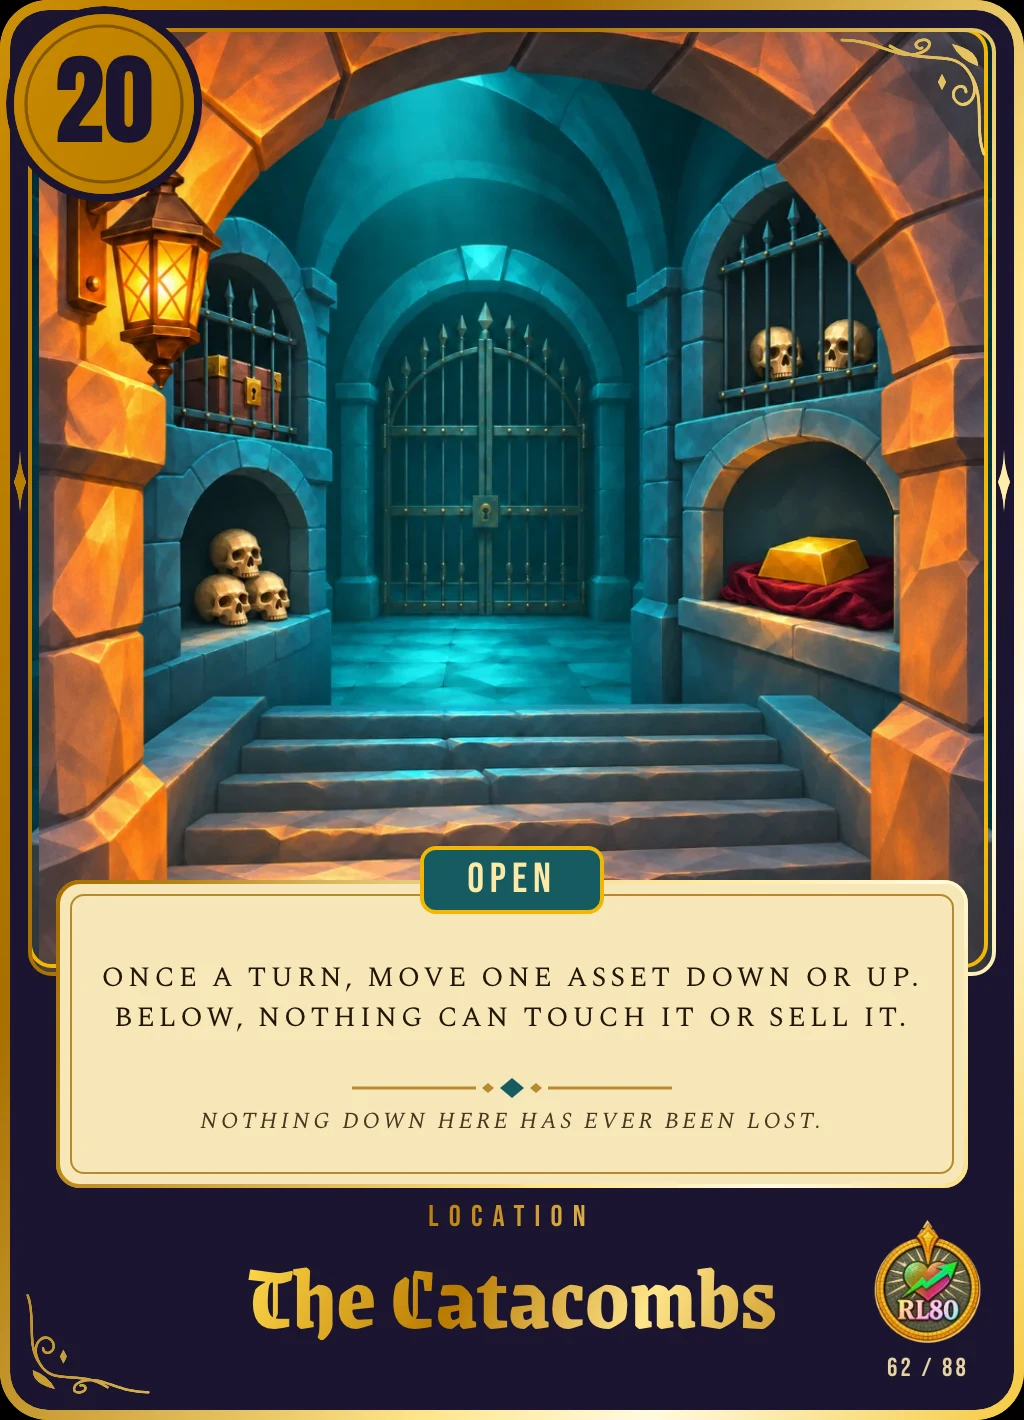 20
OPEN
ONCE A TURN, MOVE ONE ASSET DOWN OR UP.
BELOW, NOTHING CAN TOUCH IT OR SELL IT.
NOTHING DOWN HERE HAS EVER BEEN LOST.
LOCATION
The Catacombs
RL80
62 / 88